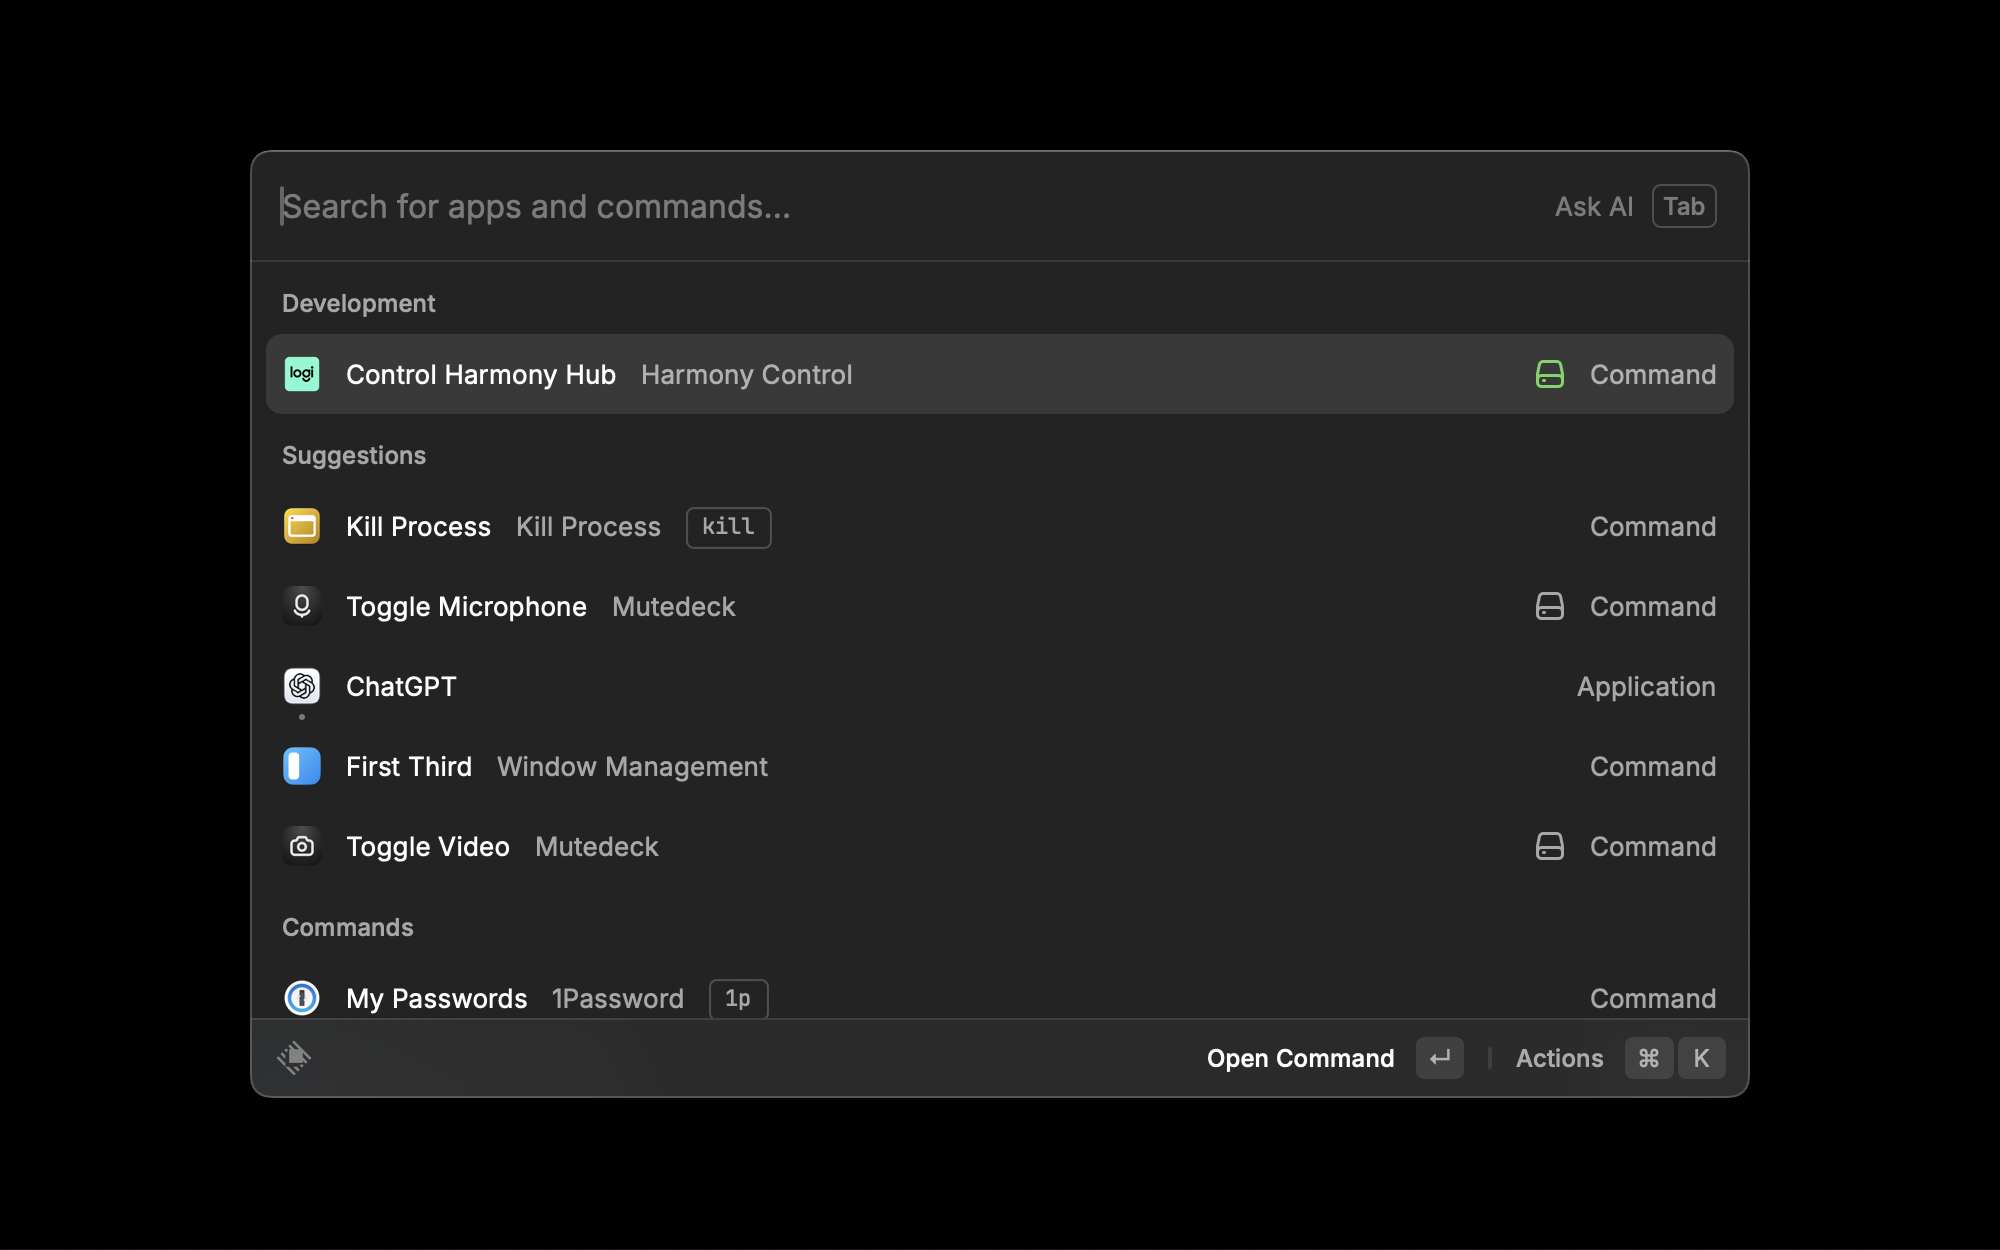 Search for apps and commands...
Ask AI Tab
Development
logi Control Harmony Hub Harmony Control Command
Suggestions
Kill Process Kill Process kill Command
Toggle Microphone Mutedeck Command
ChatGPT Application
First Third Window Management Command
Toggle Video Mutedeck Command
Commands
My Passwords 1Password 1p Command
Open Command ↵ Actions ⌘ K